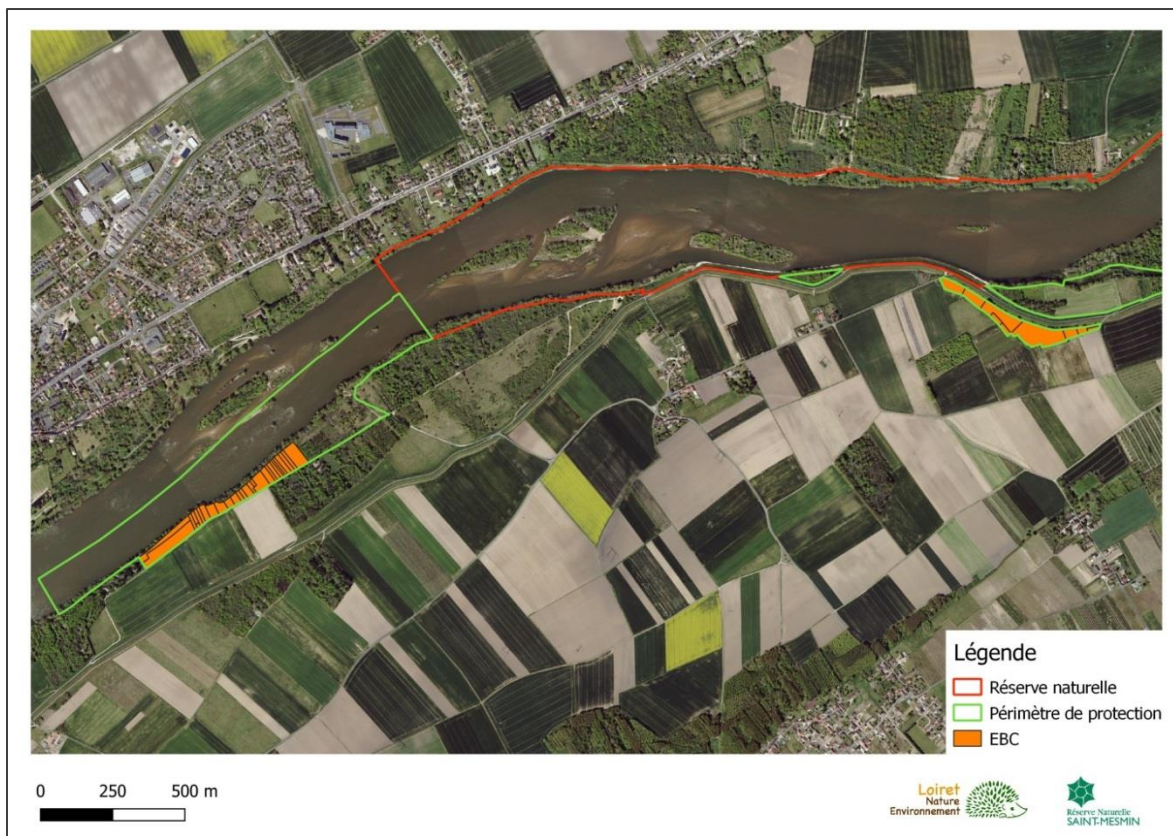 Légende
Réserve naturelle
Périmètre de protection
EBC
0 250 500 m
Loiret
Nature
Environnement
Réserve Naturelle
SAINT-MESMIN